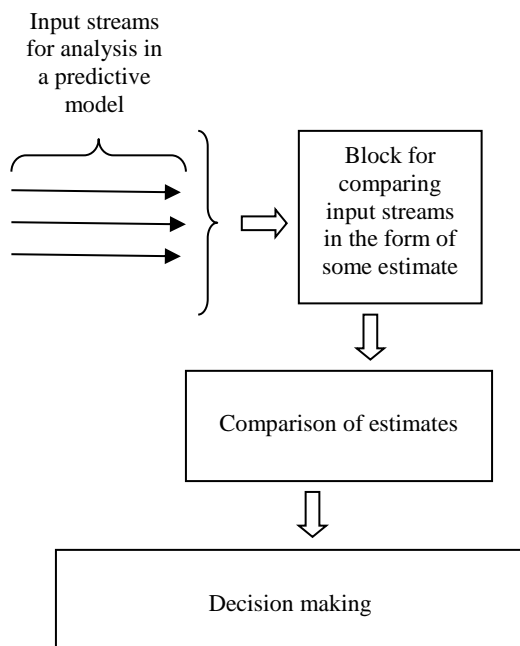 Input streams
for analysis in
a predictive
model
Block for
comparing
input streams
in the form of
some estimate
Comparison of estimates
Decision making